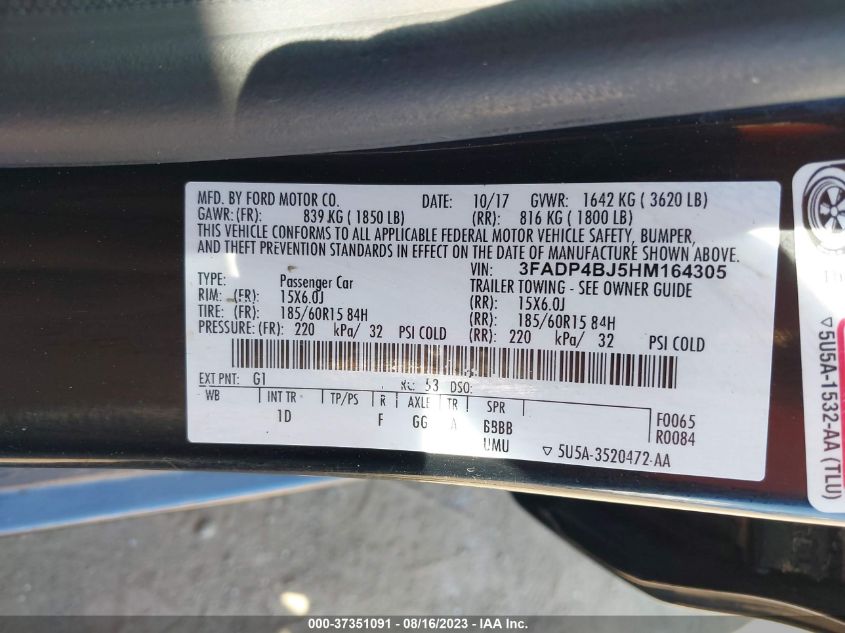 MFD. BY FORD MOTOR CO. DATE: 10/17 GVWR: 1642 KG ( 3620 LB)
GAWR: (FR): 839 KG ( 1850 LB) (RR): 816 KG ( 1800 LB)
THIS VEHICLE CONFORMS TO ALL APPLICABLE FEDERAL MOTOR VEHICLE SAFETY, BUMPER,
AND THEFT PREVENTION STANDARDS IN EFFECT ON THE DATE OF MANUFACTURE SHOWN ABOVE.
VIN: 3FADP4BJ5HM164305
TYPE: Passenger Car TRAILER TOWING - SEE OWNER GUIDE
RIM: (FR): 15X6.0J (RR): 15X6.0J
TIRE: (FR): 185/60R15 84H (RR): 185/60R15 84H
PRESSURE: (FR): 220 kPa/ 32 PSI COLD (RR): 220 kPa/ 32 PSI COLD
EXT PNT: G1 RC: 53 DSO:
WB INT TR TP/PS R AXLE TR SPR F0065
1D F GG A BBBB R0084
UMU ▽ 5U5A-3520472-AA
▽ 5U5A-1532-AA (TLU)
000-37351091 - 08/16/2023 - IAA Inc.